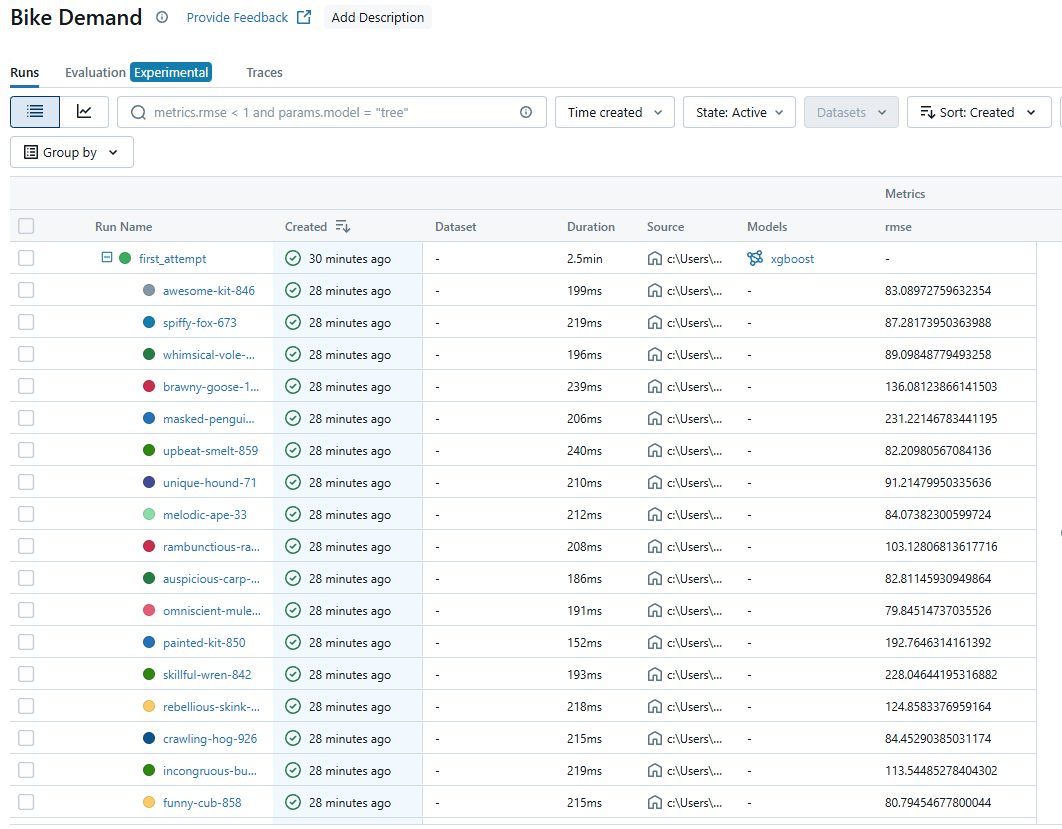 Bike Demand Provide Feedback Add Description
Runs Evaluation Experimental Traces
metrics.rmse < 1 and params.model = "tree" Time created State: Active Datasets Sort: Created
Group by
Metrics
Run Name Created Dataset Duration Source Models rmse
first_attempt 30 minutes ago - 2.5min c:\Users\... xgboost -
awesome-kit-846 28 minutes ago - 199ms c:\Users\... - 83.08972759632354
spiffy-fox-673 28 minutes ago - 219ms c:\Users\... - 87.28173950363988
whimsical-vole-... 28 minutes ago - 196ms c:\Users\... - 89.09848779493258
brawny-goose-1... 28 minutes ago - 239ms c:\Users\... - 136.08123866141503
masked-pengui... 28 minutes ago - 206ms c:\Users\... - 231.22146783441195
upbeat-smelt-859 28 minutes ago - 240ms c:\Users\... - 82.20980567084136
unique-hound-71 28 minutes ago - 210ms c:\Users\... - 91.21479950335636
melodic-ape-33 28 minutes ago - 212ms c:\Users\... - 84.07382300599724
rambunctious-ra... 28 minutes ago - 208ms c:\Users\... - 103.12806813617716
auspicious-carp-... 28 minutes ago - 186ms c:\Users\... - 82.81145930949864
omniscient-mule... 28 minutes ago - 191ms c:\Users\... - 79.84514737035526
painted-kit-850 28 minutes ago - 152ms c:\Users\... - 192.7646314161392
skillful-wren-842 28 minutes ago - 193ms c:\Users\... - 228.04644195316882
rebellious-skink-... 28 minutes ago - 218ms c:\Users\... - 124.8583376959164
crawling-hog-926 28 minutes ago - 215ms c:\Users\... - 84.45290385031174
incongruous-bu... 28 minutes ago - 219ms c:\Users\... - 113.54485278404302
funny-cub-858 28 minutes ago - 215ms c:\Users\... - 80.79454677800044